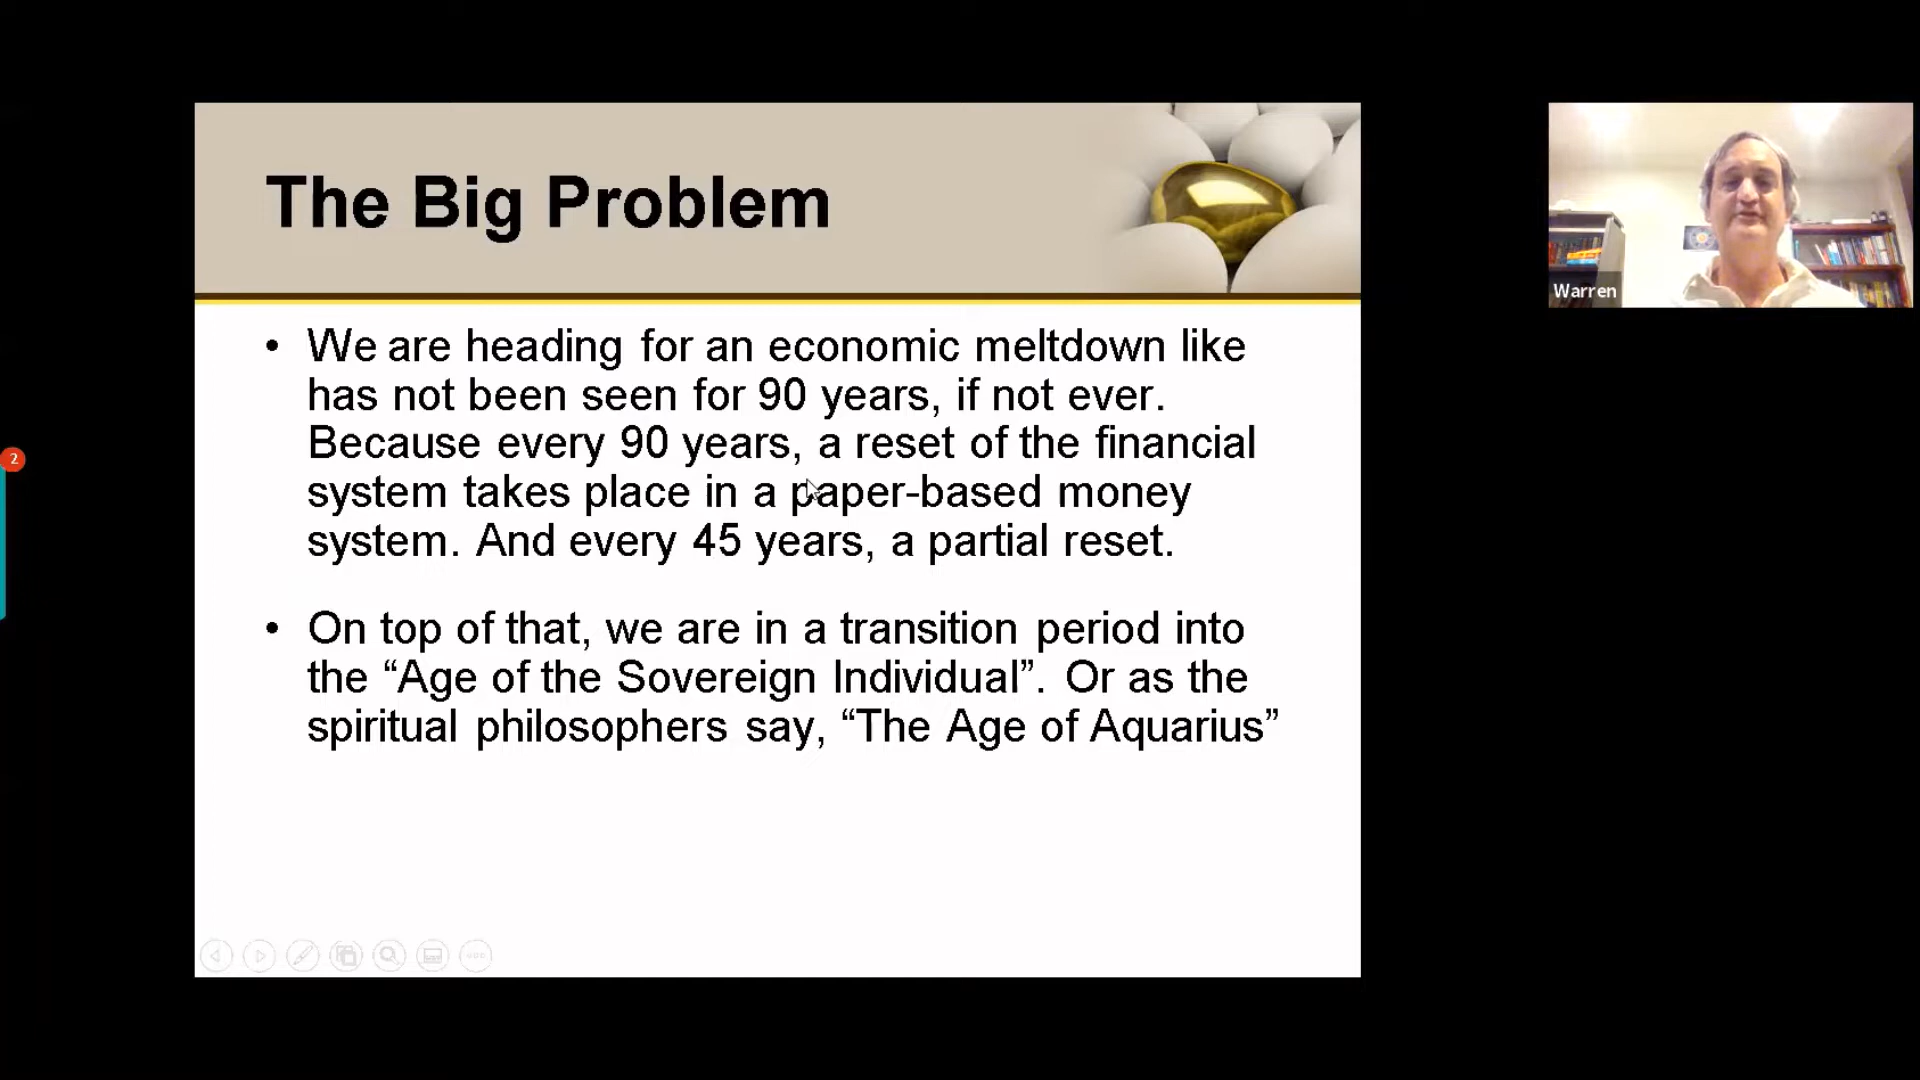 The Big Problem
• We are heading for an economic meltdown like
has not been seen for 90 years, if not ever.
Because every 90 years, a reset of the financial
system takes place in a paper-based money
system. And every 45 years, a partial reset.
• On top of that, we are in a transition period into
the “Age of the Sovereign Individual”. Or as the
spiritual philosophers say, “The Age of Aquarius”
Warren
2